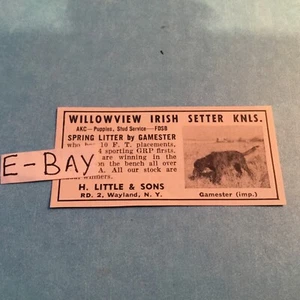 WILLOWVIEW IRISH SETTER KNLS.
AKC—Puppies, Stud Service—FDSB
SPRING LITTER by GAMESTER
who 10 F. T. placements,
4 sporting GRP firsts.
are winning in the
on the bench all over
A. All our stock are
winners.
E-BAY
H. LITTLE & SONS
RD. 2, Wayland, N. Y.
Gamester (imp.)